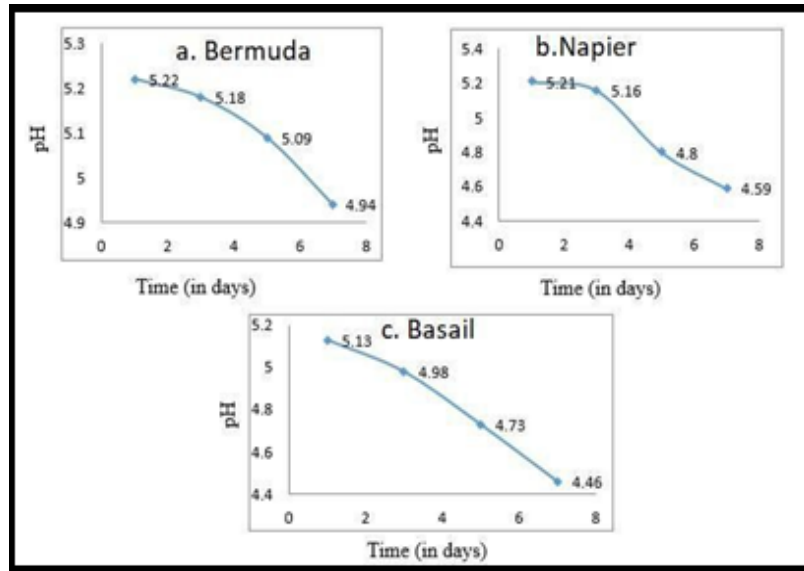 a. Bermuda
5.3
5.2
5.1
5
4.9
pH
5.22
5.18
5.09
4.94
0 2 4 6 8
Time (in days)
b.Napier
5.4
5.2
5
4.8
4.6
4.4
pH
5.21
5.16
4.8
4.59
0 2 4 6 8
Time (in days)
c. Basail
5.2
5
4.8
4.6
4.4
pH
5.13
4.98
4.73
4.46
0 2 4 6 8
Time (in days)